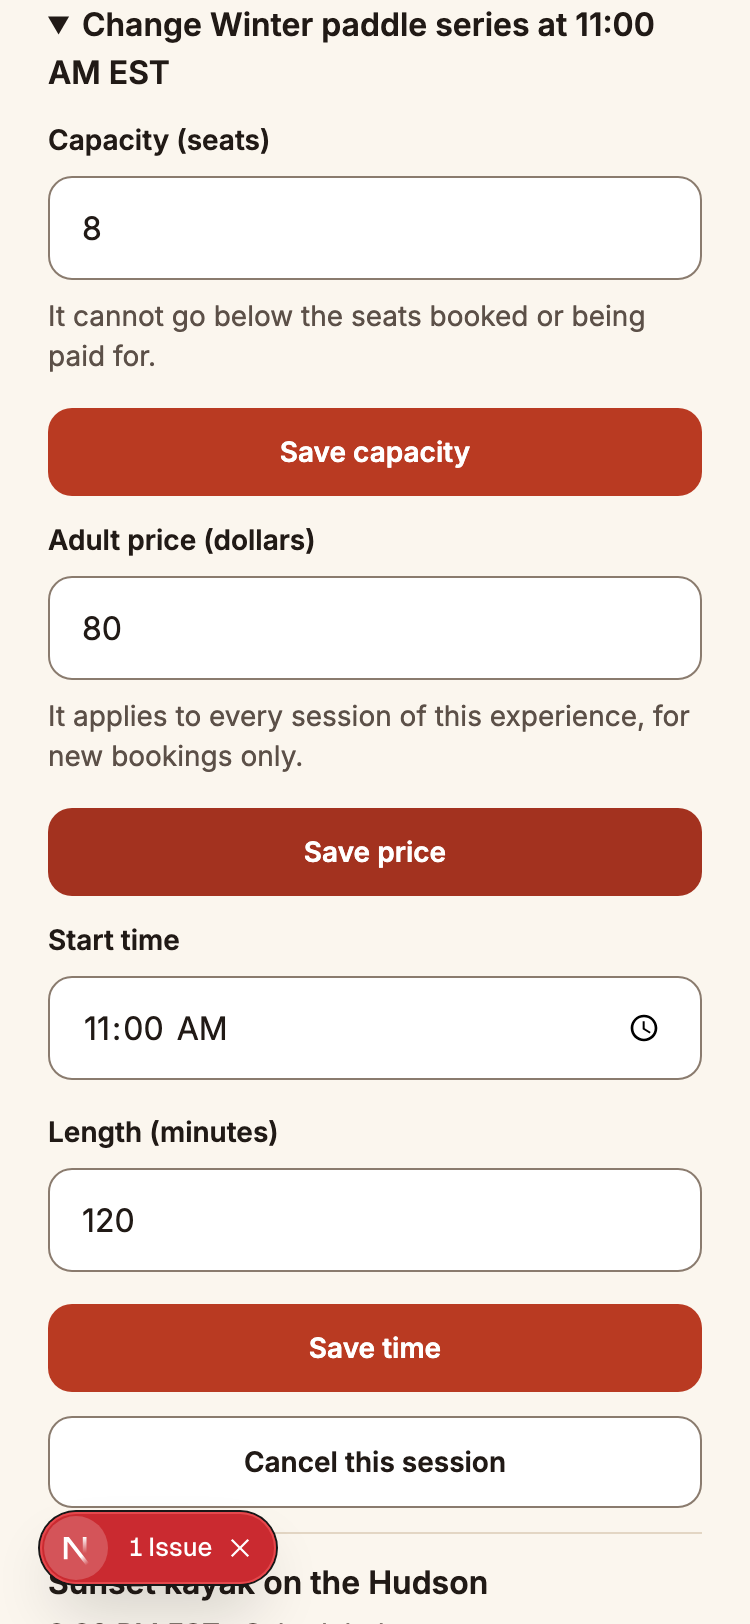 ▼ Change Winter paddle series at 11:00
AM EST
Capacity (seats)
8
It cannot go below the seats booked or being
paid for.
Save capacity
Adult price (dollars)
80
It applies to every session of this experience, for
new bookings only.
Save price
Start time
11:00 AM
Length (minutes)
120
Save time
Cancel this session
N 1 Issue
Sunset kayak on the Hudson